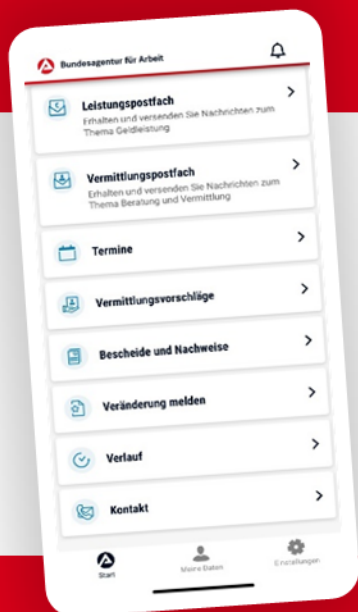 Bundesagentur für Arbeit
Leistungspostfach
Erhalten und versenden Sie Nachrichten zum
Thema Geldleistung
Vermittlungspostfach
Erhalten und versenden Sie Nachrichten zum
Thema Beratung und Vermittlung
Termine
Vermittlungsvorschläge
Bescheide und Nachweise
Veränderung melden
Verlauf
Kontakt
Start
Meine Daten
Einstellungen